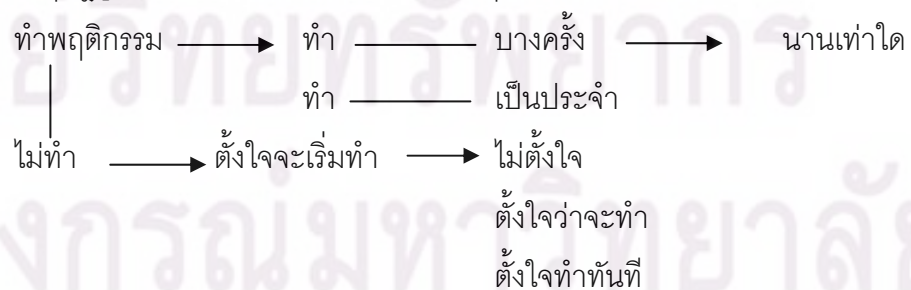 ทำพฤติกรรม ทำ บางครั้ง นานเท่าใด
ทำ เป็นประจำ
ไม่ทำ ตั้งใจจะเริ่มทำ ไม่ตั้งใจ
ตั้งใจว่าจะทำ
ตั้งใจทำทันที